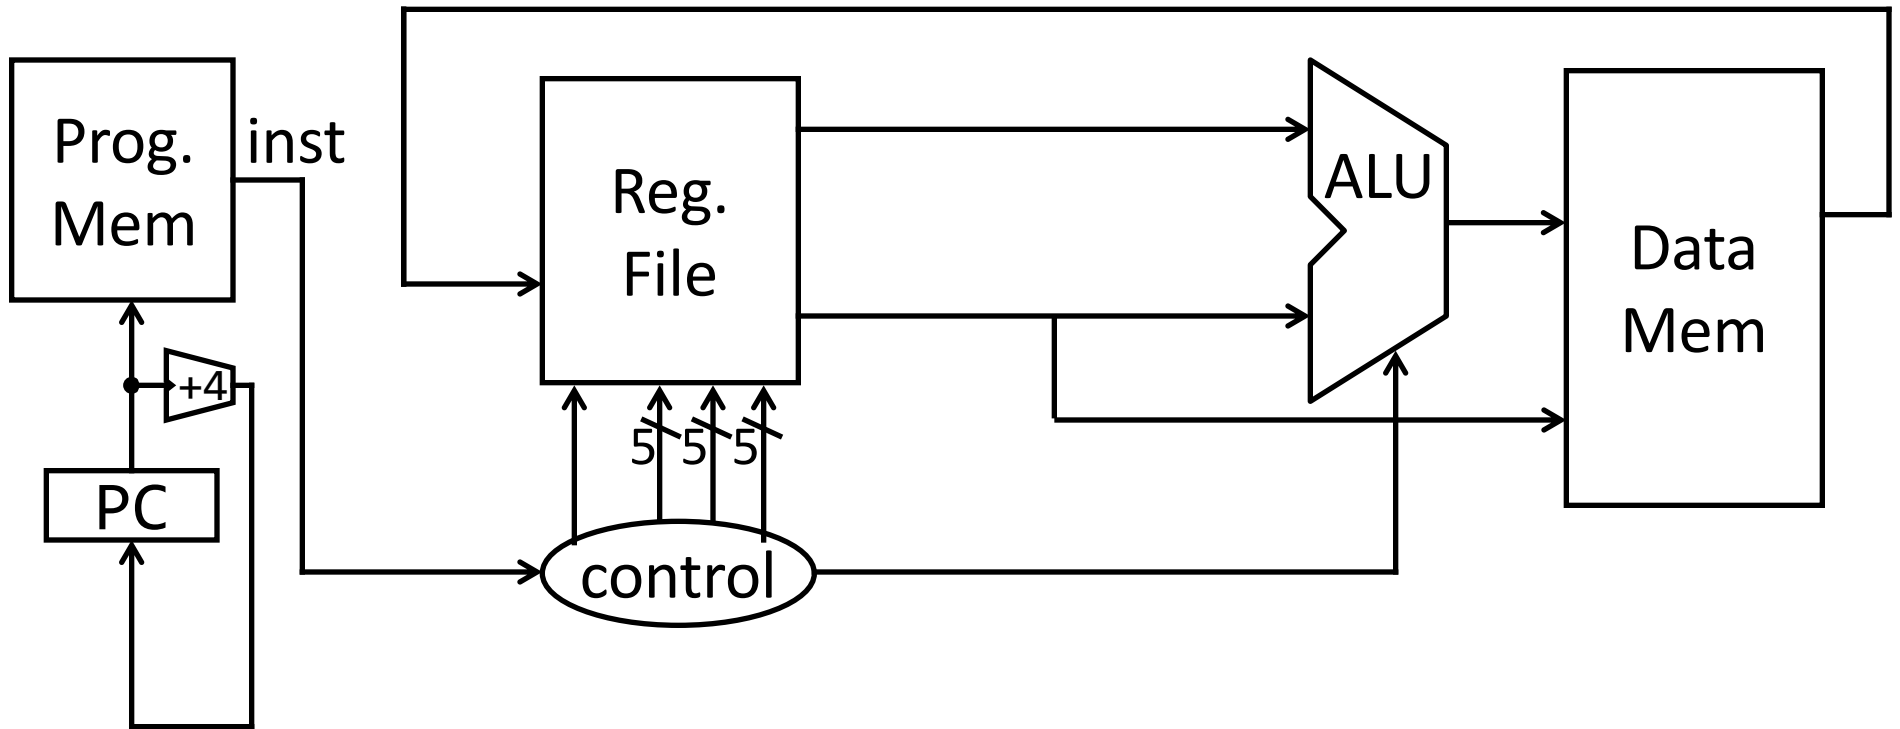 Prog.
Mem
inst
Reg.
File
ALU
Data
Mem
+4
5 5 5
PC
control